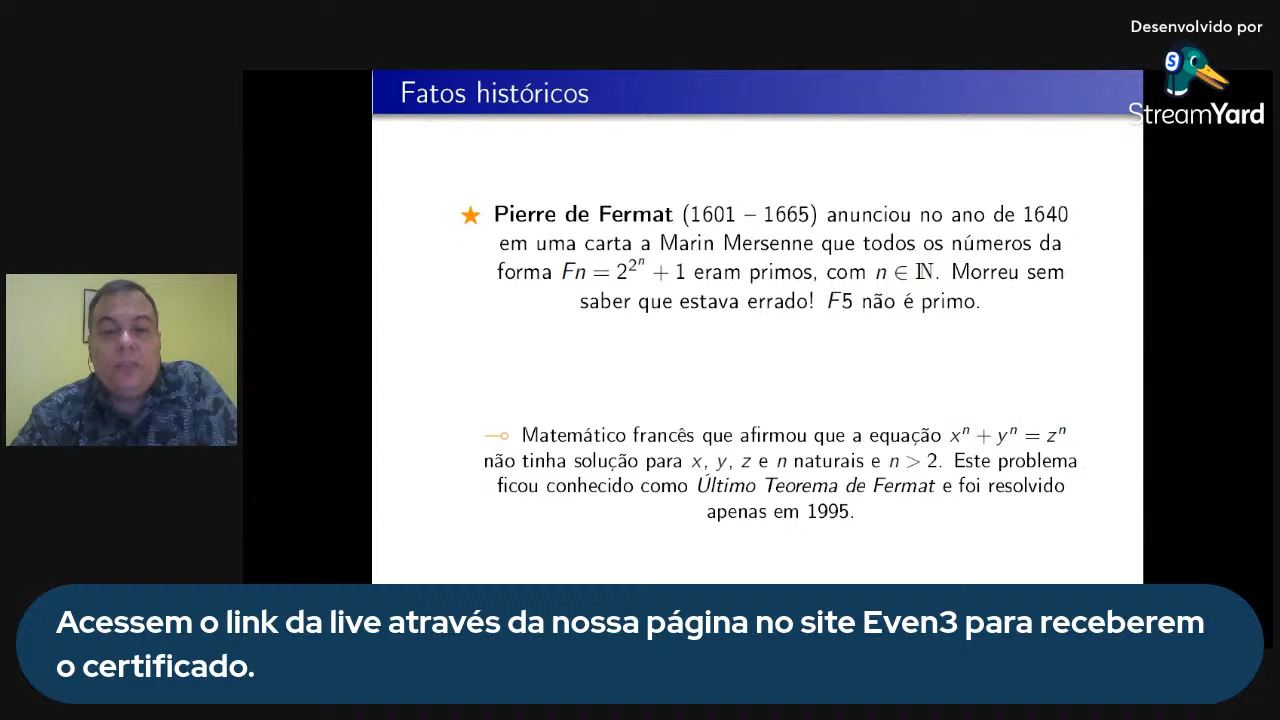 Desenvolvido por
StreamYard
Fatos históricos
★ Pierre de Fermat (1601 – 1665) anunciou no ano de 1640
em uma carta a Marin Mersenne que todos os números da
forma Fn = 2^{2^n} + 1 eram primos, com n ∈ ℕ. Morreu sem
saber que estava errado! F5 não é primo.
Matemático francês que afirmou que a equação xⁿ + yⁿ = zⁿ
não tinha solução para x, y, z e n naturais e n > 2. Este problema
ficou conhecido como Último Teorema de Fermat e foi resolvido
apenas em 1995.
Acessem o link da live através da nossa página no site Even3 para receberem
o certificado.